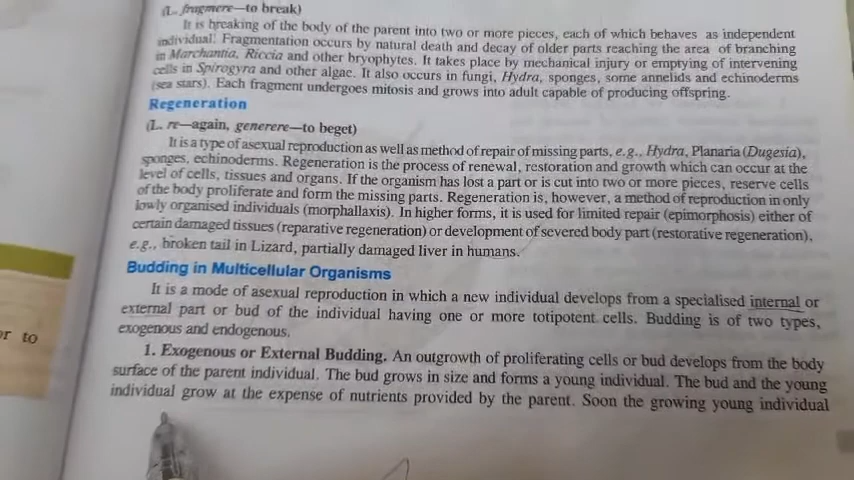 (L. fragmere—to break)
It is breaking of the body of the parent into two or more pieces, each of which behaves as independent
individual. Fragmentation occurs by natural death and decay of older parts reaching the area of branching
in Marchantia, Riccia and other bryophytes. It takes place by mechanical injury or emptying of intervening
cells in Spirogyra and other algae. It also occurs in fungi, Hydra, sponges, some annelids and echinoderms
(sea stars). Each fragment undergoes mitosis and grows into adult capable of producing offspring.
Regeneration
(L. re—again, generere—to beget)
It is a type of asexual reproduction as well as method of repair of missing parts, e.g., Hydra, Planaria (Dugesia),
sponges, echinoderms. Regeneration is the process of renewal, restoration and growth which can occur at the
level of cells, tissues and organs. If the organism has lost a part or is cut into two or more pieces, reserve cells
of the body proliferate and form the missing parts. Regeneration is, however, a method of reproduction in only
lowly organised individuals (morphallaxis). In higher forms, it is used for limited repair (epimorphosis) either of
certain damaged tissues (reparative regeneration) or development of severed body part (restorative regeneration),
e.g., broken tail in Lizard, partially damaged liver in humans.
Budding in Multicellular Organisms
It is a mode of asexual reproduction in which a new individual develops from a specialised internal or
external part or bud of the individual having one or more totipotent cells. Budding is of two types,
exogenous and endogenous.
1. Exogenous or External Budding. An outgrowth of proliferating cells or bud develops from the body
surface of the parent individual. The bud grows in size and forms a young individual. The bud and the young
individual grow at the expense of nutrients provided by the parent. Soon the growing young individual
to